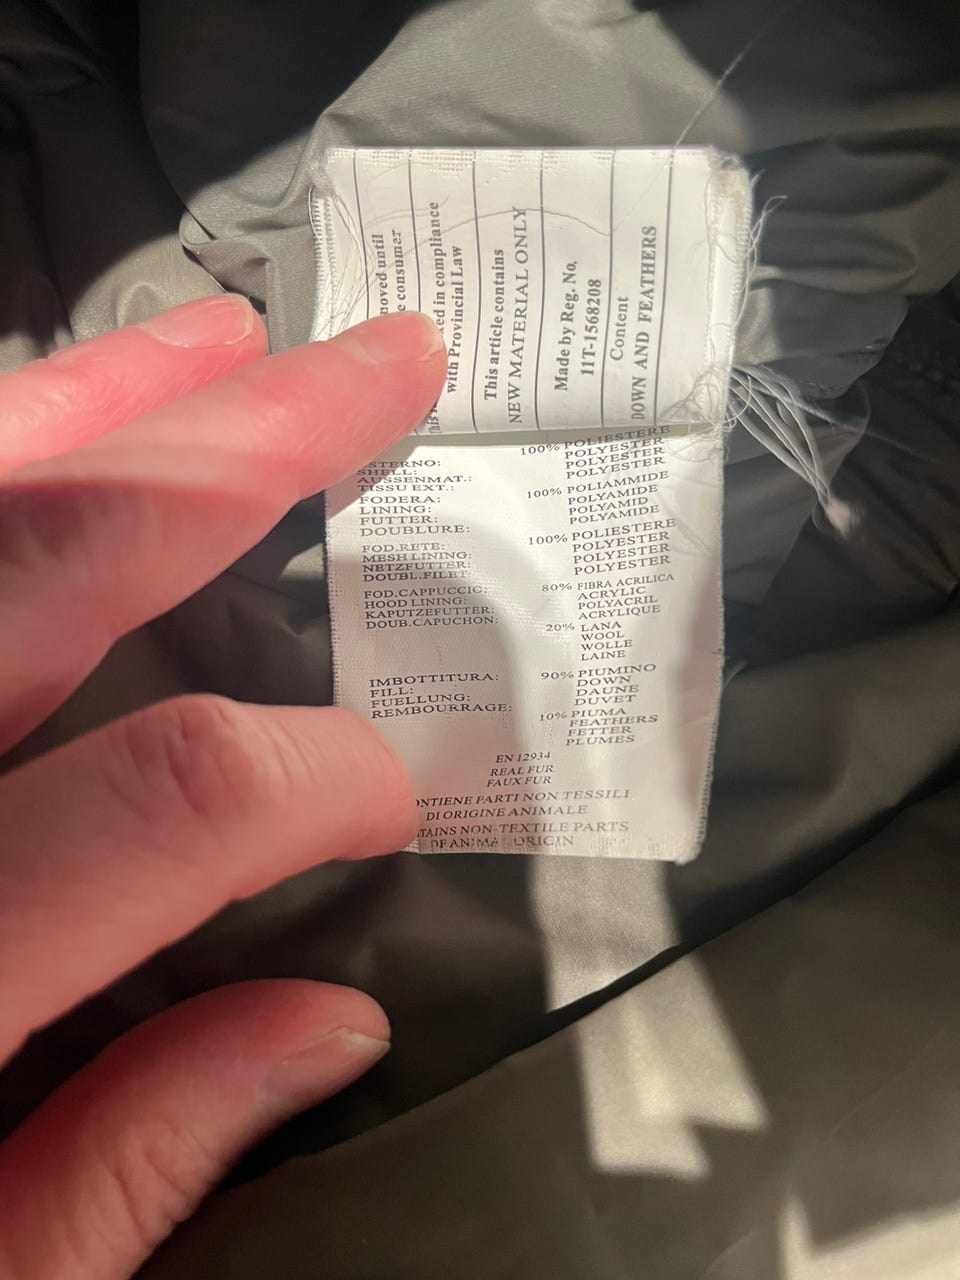 noved until
e consumer
ed in compliance
with Provincial Law
This article contains
NEW MATERIAL ONLY
Made by Reg. No.
11T-1568208
Content
DOWN AND FEATHERS
STERNO: 100% POLIESTERE
SHELL: POLYESTER
AUSSENMAT.: POLYESTER
TISSU EXT.: POLYESTER
FODERA: 100% POLIAMMIDE
LINING: POLYAMIDE
FUTTER: POLYAMID
DOUBLURE: POLYAMIDE
FOD.RETE: 100% POLIESTERE
MESH LINING: POLYESTER
NETZFUTTER: POLYESTER
DOUBL.FILET POLYESTER
FOD.CAPPUCCIO: 80% FIBRA ACRILICA
HOOD LINING: ACRYLIC
KAPUTZEFUTTER: POLYACRIL
DOUB.CAPUCHON: ACRYLIQUE
20% LANA
WOOL
WOLLE
LAINE
IMBOTTITURA: 90% PIUMINO
FILL: DOWN
FUELLUNG: DAUNE
REMBOURRAGE: DUVET
10% PIUMA
FEATHERS
FETTER
PLUMES
EN 12934
REAL FUR
FAUX FUR
ONTIENE PARTI NON TESSILI
DI ORIGINE ANIMALE
TAINS NON-TEXTILE PARTS
OF ANIMAL ORIGIN